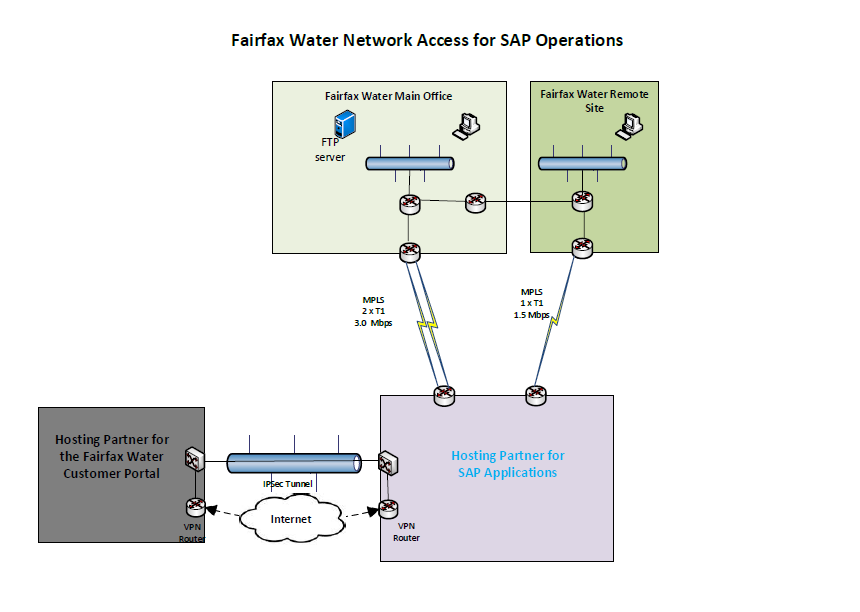 Fairfax Water Network Access for SAP Operations
Fairfax Water Main Office
Fairfax Water Remote
Site
FTP
server
MPLS
2 x T1
3.0 Mbps
MPLS
1 x T1
1.5 Mbps
Hosting Partner for
the Fairfax Water
Customer Portal
Hosting Partner for
SAP Applications
IPSec Tunnel
Internet
VPN
Router
VPN
Router